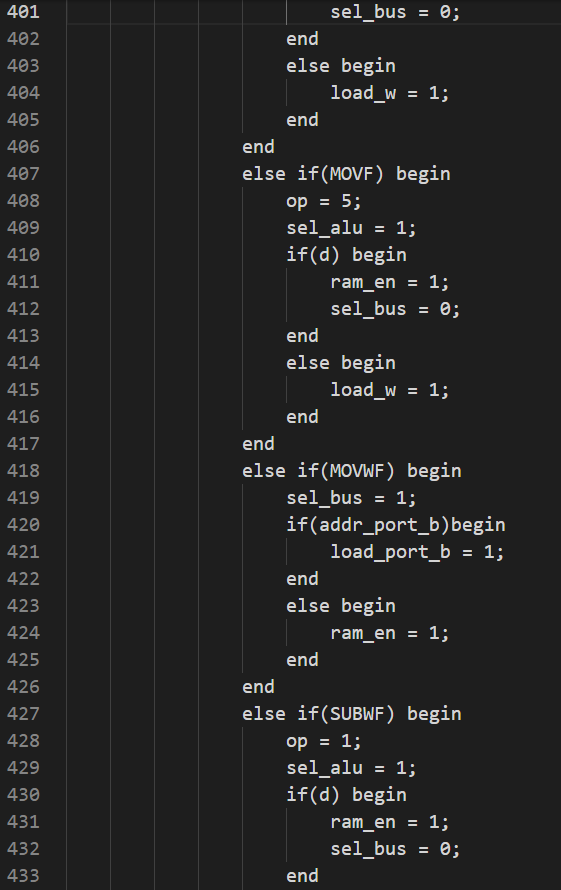 401                         sel_bus = 0;
402                     end
403                     else begin
404                         load_w = 1;
405                     end
406                 end
407                 else if(MOVF) begin
408                     op = 5;
409                     sel_alu = 1;
410                     if(d) begin
411                         ram_en = 1;
412                         sel_bus = 0;
413                     end
414                     else begin
415                         load_w = 1;
416                     end
417                 end
418                 else if(MOVWF) begin
419                     sel_bus = 1;
420                     if(addr_port_b)begin
421                         load_port_b = 1;
422                     end
423                     else begin
424                         ram_en = 1;
425                     end
426                 end
427                 else if(SUBWF) begin
428                     op = 1;
429                     sel_alu = 1;
430                     if(d) begin
431                         ram_en = 1;
432                         sel_bus = 0;
433                     end